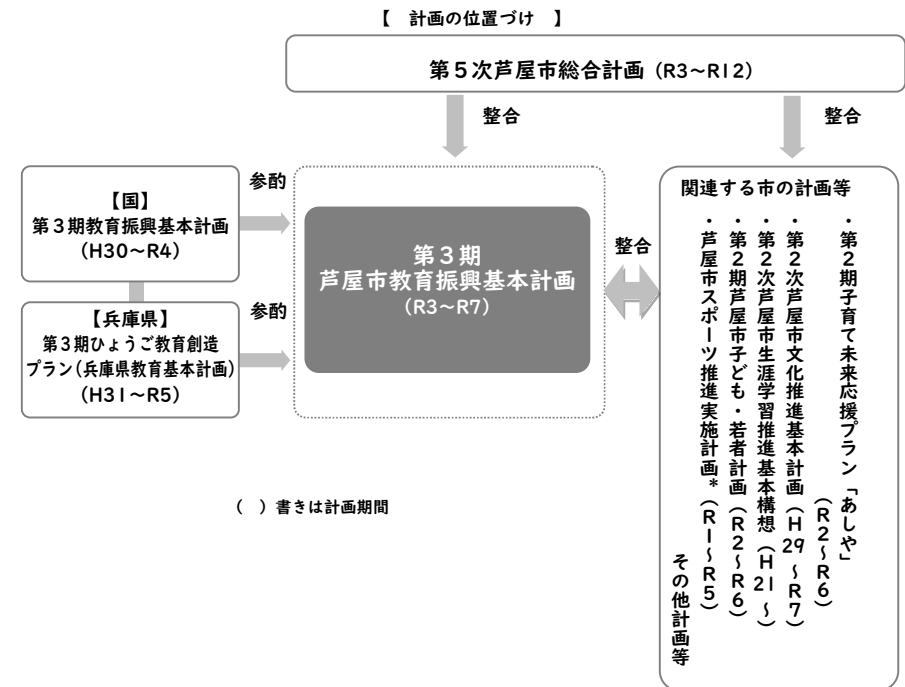 【　計画の位置づけ　】
第５次芦屋市総合計画（R3～R12）
整合
整合
【国】
第３期教育振興基本計画
（H30～R4）
参酌
【兵庫県】
第３期ひょうご教育創造
プラン（兵庫県教育基本計画）
（H31～R5）
参酌
第３期
芦屋市教育振興基本計画
（R3～R7）
整合
関連する市の計画等
・第２期子育て未来応援プラン「あしや」
（R２～R６）
・第２次芦屋市文化推進基本計画（H29～R７）
・第２次芦屋市生涯学習推進基本構想（H21～）
・第２期芦屋市子ども・若者計画（R２～R６）
・芦屋市スポーツ推進実施計画*（R１～R５）
その他計画等
（　）書きは計画期間